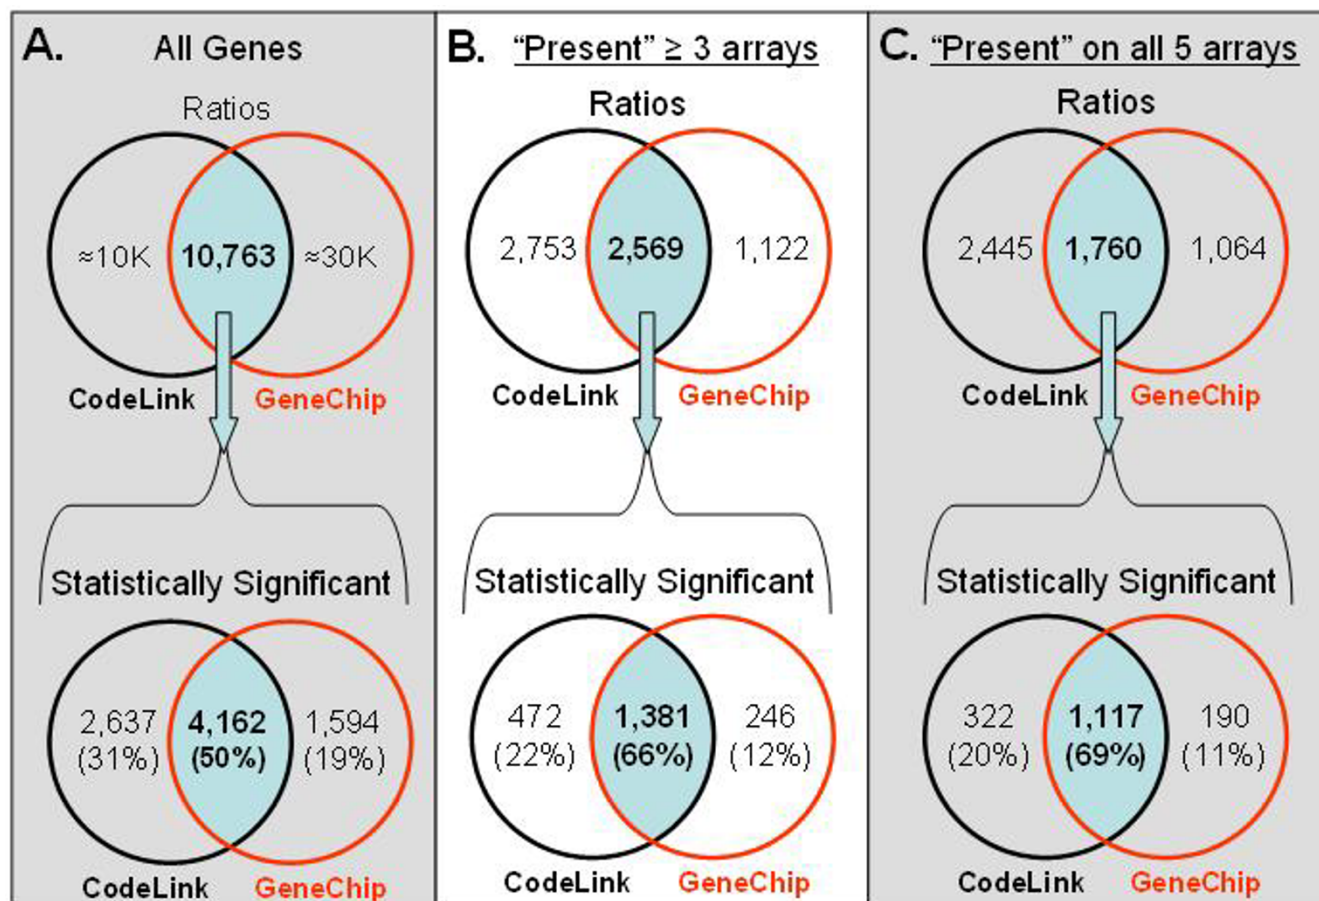 A.
All Genes
Ratios
≈10K
10,763
≈30K
CodeLink
GeneChip
Statistically Significant
2,637
(31%)
4,162
(50%)
1,594
(19%)
CodeLink
GeneChip
B.
“Present” ≥ 3 arrays
Ratios
2,753
2,569
1,122
CodeLink
GeneChip
Statistically Significant
472
(22%)
1,381
(66%)
246
(12%)
CodeLink
GeneChip
C.
“Present” on all 5 arrays
Ratios
2,445
1,760
1,064
CodeLink
GeneChip
Statistically Significant
322
(20%)
1,117
(69%)
190
(11%)
CodeLink
GeneChip